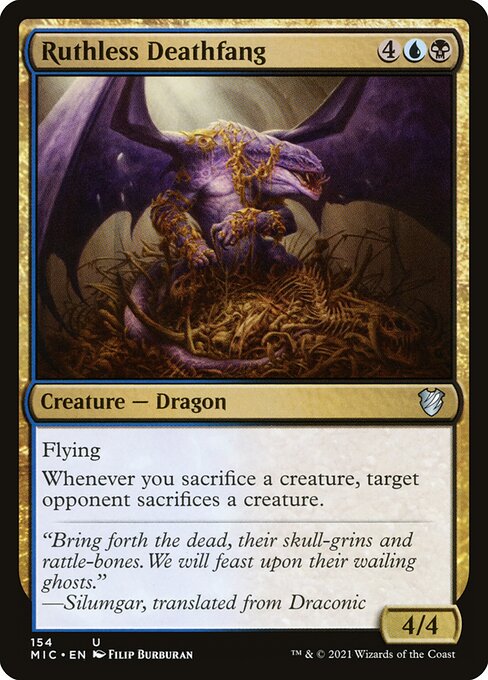 Ruthless Deathfang 4
Creature — Dragon
Flying
Whenever you sacrifice a creature, target
opponent sacrifices a creature.
“Bring forth the dead, their skull-grins and
rattle-bones. We will feast upon their wailing
ghosts.”
—Silumgar, translated from Draconic
4/4
154 U
MIC • EN Filip Burburan ™ & © 2021 Wizards of the Coast